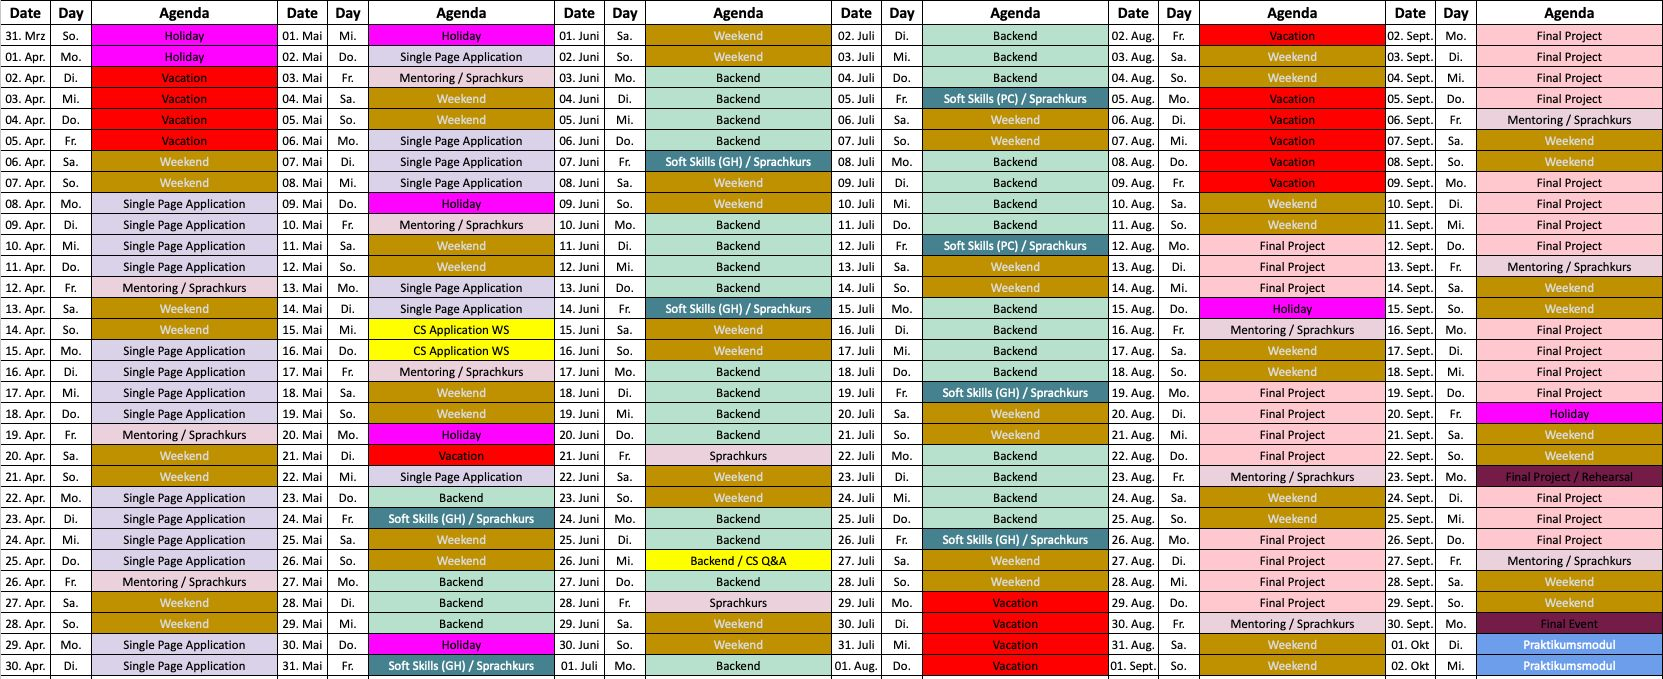 Date Day Agenda Date Day Agenda Date Day Agenda Date Day Agenda Date Day Agenda Date Day Agenda
31. Mrz So. Holiday 01. Mai Mi. Holiday 01. Juni Sa. Weekend 02. Juli Di. Backend 02. Aug. Fr. Vacation 02. Sept. Mo. Final Project
01. Apr. Mo. Holiday 02. Mai Do. Single Page Application 02. Juni So. Weekend 03. Juli Mi. Backend 03. Aug. Sa. Weekend 03. Sept. Di. Final Project
02. Apr. Di. Vacation 03. Mai Fr. Mentoring / Sprachkurs 03. Juni Mo. Backend 04. Juli Do. Backend 04. Aug. So. Weekend 04. Sept. Mi. Final Project
03. Apr. Mi. Vacation 04. Mai Sa. Weekend 04. Juni Di. Backend 05. Juli Fr. Soft Skills (PC) / Sprachkurs 05. Aug. Mo. Vacation 05. Sept. Do. Final Project
04. Apr. Do. Vacation 05. Mai So. Weekend 05. Juni Mi. Backend 06. Juli Sa. Weekend 06. Aug. Di. Vacation 06. Sept. Fr. Mentoring / Sprachkurs
05. Apr. Fr. Vacation 06. Mai Mo. Single Page Application 06. Juni Do. Backend 07. Juli So. Weekend 07. Aug. Mi. Vacation 07. Sept. Sa. Weekend
06. Apr. Sa. Weekend 07. Mai Di. Single Page Application 07. Juni Fr. Soft Skills (GH) / Sprachkurs 08. Juli Mo. Backend 08. Aug. Do. Vacation 08. Sept. So. Weekend
07. Apr. So. Weekend 08. Mai Mi. Single Page Application 08. Juni Sa. Weekend 09. Juli Di. Backend 09. Aug. Fr. Vacation 09. Sept. Mo. Final Project
08. Apr. Mo. Single Page Application 09. Mai Do. Holiday 09. Juni So. Weekend 10. Juli Mi. Backend 10. Aug. Sa. Weekend 10. Sept. Di. Final Project
09. Apr. Di. Single Page Application 10. Mai Fr. Mentoring / Sprachkurs 10. Juni Mo. Backend 11. Juli Do. Backend 11. Aug. So. Weekend 11. Sept. Mi. Final Project
10. Apr. Mi. Single Page Application 11. Mai Sa. Weekend 11. Juni Di. Backend 12. Juli Fr. Soft Skills (PC) / Sprachkurs 12. Aug. Mo. Final Project 12. Sept. Do. Final Project
11. Apr. Do. Single Page Application 12. Mai So. Weekend 12. Juni Mi. Backend 13. Juli Sa. Weekend 13. Aug. Di. Final Project 13. Sept. Fr. Mentoring / Sprachkurs
12. Apr. Fr. Mentoring / Sprachkurs 13. Mai Mo. Single Page Application 13. Juni Do. Backend 14. Juli So. Weekend 14. Aug. Mi. Final Project 14. Sept. Sa. Weekend
13. Apr. Sa. Weekend 14. Mai Di. Single Page Application 14. Juni Fr. Soft Skills (GH) / Sprachkurs 15. Juli Mo. Backend 15. Aug. Do. Holiday 15. Sept. So. Weekend
14. Apr. So. Weekend 15. Mai Mi. CS Application WS 15. Juni Sa. Weekend 16. Juli Di. Backend 16. Aug. Fr. Mentoring / Sprachkurs 16. Sept. Mo. Final Project
15. Apr. Mo. Single Page Application 16. Mai Do. CS Application WS 16. Juni So. Weekend 17. Juli Mi. Backend 17. Aug. Sa. Weekend 17. Sept. Di. Final Project
16. Apr. Di. Single Page Application 17. Mai Fr. Mentoring / Sprachkurs 17. Juni Mo. Backend 18. Juli Do. Backend 18. Aug. So. Weekend 18. Sept. Mi. Final Project
17. Apr. Mi. Single Page Application 18. Mai Sa. Weekend 18. Juni Di. Backend 19. Juli Fr. Soft Skills (GH) / Sprachkurs 19. Aug. Mo. Final Project 19. Sept. Do. Final Project
18. Apr. Do. Single Page Application 19. Mai So. Weekend 19. Juni Mi. Backend 20. Juli Sa. Weekend 20. Aug. Di. Final Project 20. Sept. Fr. Holiday
19. Apr. Fr. Mentoring / Sprachkurs 20. Mai Mo. Holiday 20. Juni Do. Backend 21. Juli So. Weekend 21. Aug. Mi. Final Project 21. Sept. Sa. Weekend
20. Apr. Sa. Weekend 21. Mai Di. Vacation 21. Juni Fr. Sprachkurs 22. Juli Mo. Backend 22. Aug. Do. Final Project 22. Sept. So. Weekend
21. Apr. So. Weekend 22. Mai Mi. Single Page Application 22. Juni Sa. Weekend 23. Juli Di. Backend 23. Aug. Fr. Mentoring / Sprachkurs 23. Sept. Mo. Final Project / Rehearsal
22. Apr. Mo. Single Page Application 23. Mai Do. Backend 23. Juni So. Weekend 24. Juli Mi. Backend 24. Aug. Sa. Weekend 24. Sept. Di. Final Project
23. Apr. Di. Single Page Application 24. Mai Fr. Soft Skills (GH) / Sprachkurs 24. Juni Mo. Backend 25. Juli Do. Backend 25. Aug. So. Weekend 25. Sept. Mi. Final Project
24. Apr. Mi. Single Page Application 25. Mai Sa. Weekend 25. Juni Di. Backend 26. Juli Fr. Soft Skills (GH) / Sprachkurs 26. Aug. Mo. Final Project 26. Sept. Do. Final Project
25. Apr. Do. Single Page Application 26. Mai So. Weekend 26. Juni Mi. Backend / CS Q&A 27. Juli Sa. Weekend 27. Aug. Di. Final Project 27. Sept. Fr. Mentoring / Sprachkurs
26. Apr. Fr. Mentoring / Sprachkurs 27. Mai Mo. Backend 27. Juni Do. Backend 28. Juli So. Weekend 28. Aug. Mi. Final Project 28. Sept. Sa. Weekend
27. Apr. Sa. Weekend 28. Mai Di. Backend 28. Juni Fr. Sprachkurs 29. Juli Mo. Vacation 29. Aug. Do. Final Project 29. Sept. So. Weekend
28. Apr. So. Weekend 29. Mai Mi. Backend 29. Juni Sa. Weekend 30. Juli Di. Vacation 30. Aug. Fr. Mentoring / Sprachkurs 30. Sept. Mo. Final Event
29. Apr. Mo. Single Page Application 30. Mai Do. Holiday 30. Juni So. Weekend 31. Juli Mi. Vacation 31. Aug. Sa. Weekend 01. Okt Di. Praktikumsmodul
30. Apr. Di. Single Page Application 31. Mai Fr. Soft Skills (GH) / Sprachkurs 01. Juli Mo. Backend 01. Aug. Do. Vacation 01. Sept. So. Weekend 02. Okt Mi. Praktikumsmodul